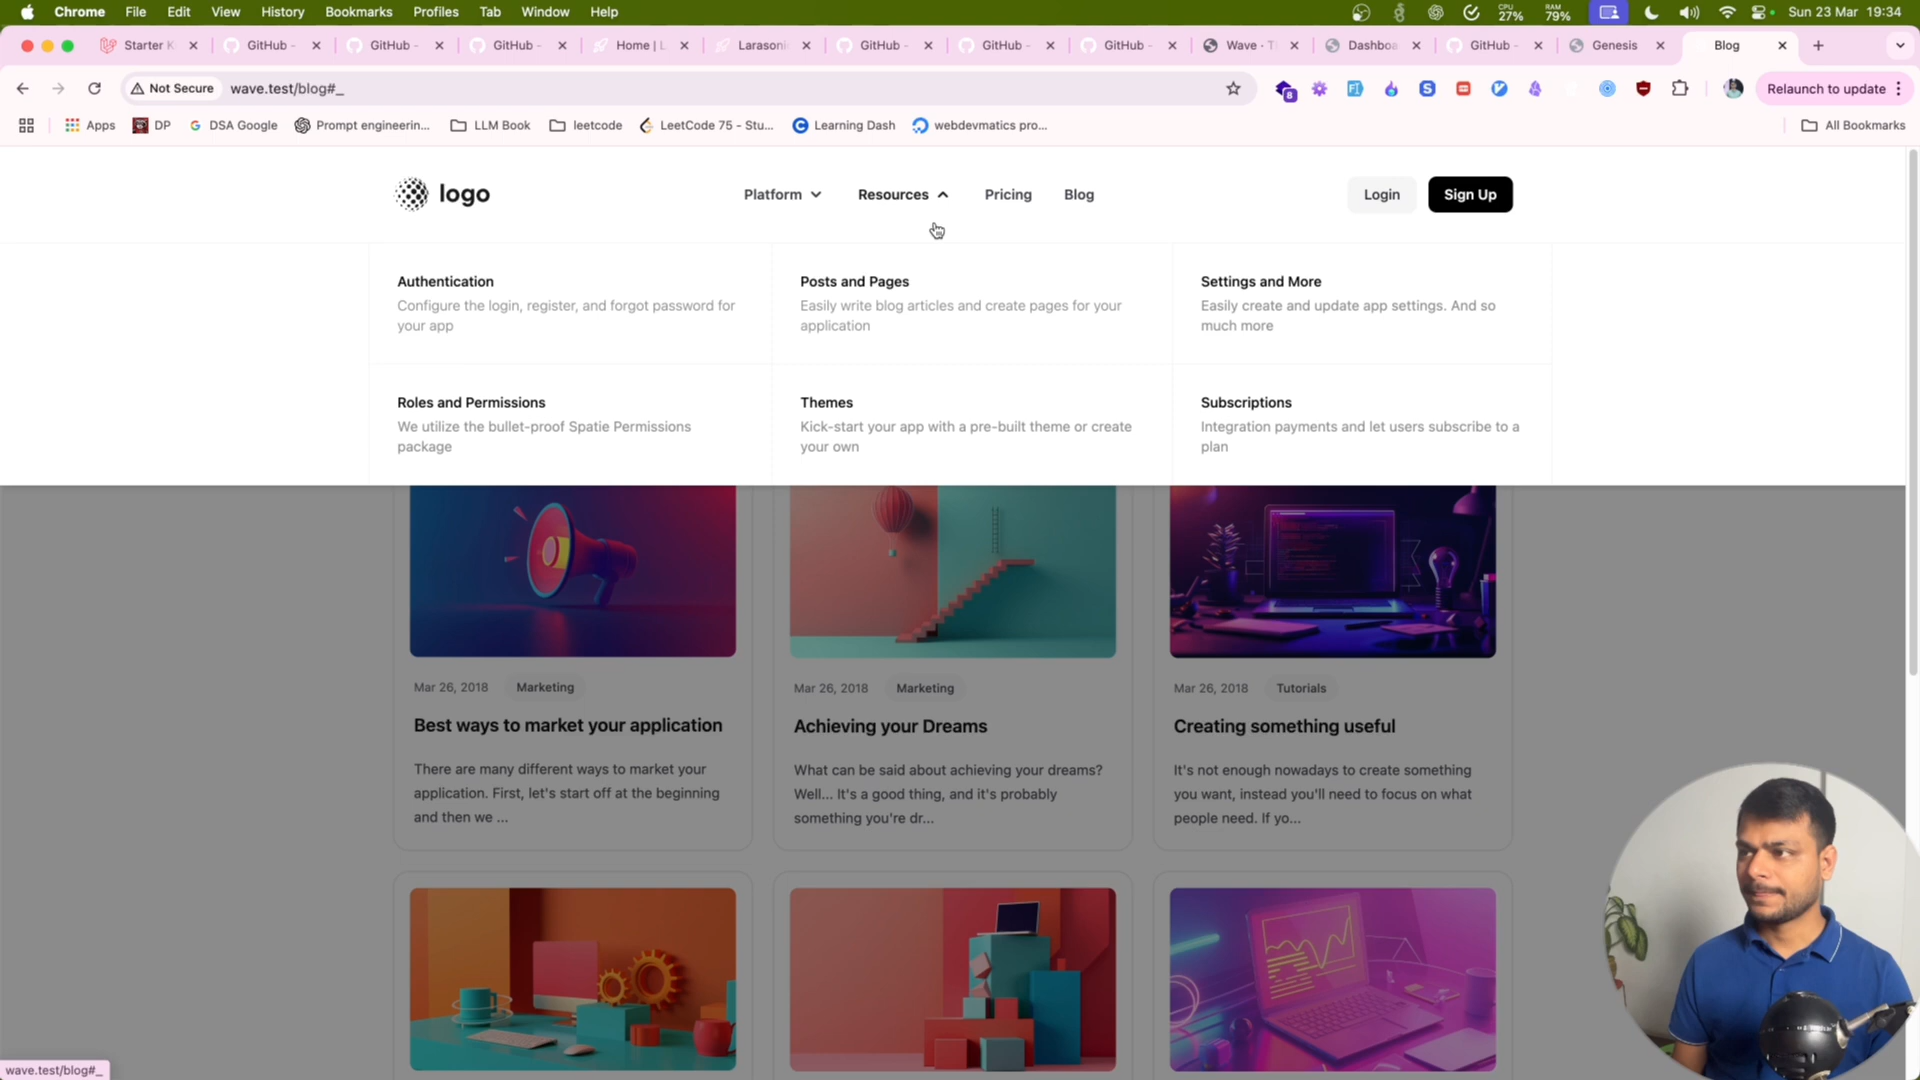 Chrome File Edit View History Bookmarks Profiles Tab Window Help
CPU 27% RAM 79% Sun 23 Mar 19:34
Starter K GitHub - GitHub - GitHub - Home | L Larasoni GitHub - GitHub - GitHub - Wave · T Dashboa GitHub - Genesis Blog
Not Secure wave.test/blog#_ 8 Relaunch to update
Apps DP DSA Google Prompt engineerin... LLM Book leetcode LeetCode 75 - Stu... Learning Dash webdevmatics pro... All Bookmarks
logo Platform Resources Pricing Blog Login Sign Up
Authentication
Configure the login, register, and forgot password for
your app
Posts and Pages
Easily write blog articles and create pages for your
application
Settings and More
Easily create and update app settings. And so
much more
Roles and Permissions
We utilize the bullet-proof Spatie Permissions
package
Themes
Kick-start your app with a pre-built theme or create
your own
Subscriptions
Integration payments and let users subscribe to a
plan
Mar 26, 2018 Marketing
Best ways to market your application
There are many different ways to market your
application. First, let's start off at the beginning
and then we ...
Mar 26, 2018 Marketing
Achieving your Dreams
What can be said about achieving your dreams?
Well... It's a good thing, and it's probably
something you're dr...
Mar 26, 2018 Tutorials
Creating something useful
It's not enough nowadays to create something
you want, instead you'll need to focus on what
people need. If yo...
wave.test/blog#_